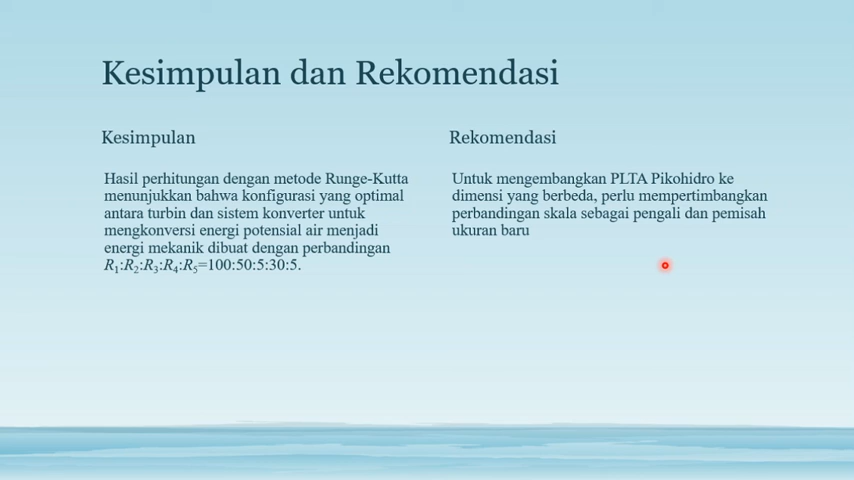 Kesimpulan dan Rekomendasi
Kesimpulan
Hasil perhitungan dengan metode Runge-Kutta
menunjukkan bahwa konfigurasi yang optimal
antara turbin dan sistem konverter untuk
mengkonversi energi potensial air menjadi
energi mekanik dibuat dengan perbandingan
R₁:R₂:R₃:R₄:R₅=100:50:5:30:5.
Rekomendasi
Untuk mengembangkan PLTA Pikohidro ke
dimensi yang berbeda, perlu mempertimbangkan
perbandingan skala sebagai pengali dan pemisah
ukuran baru